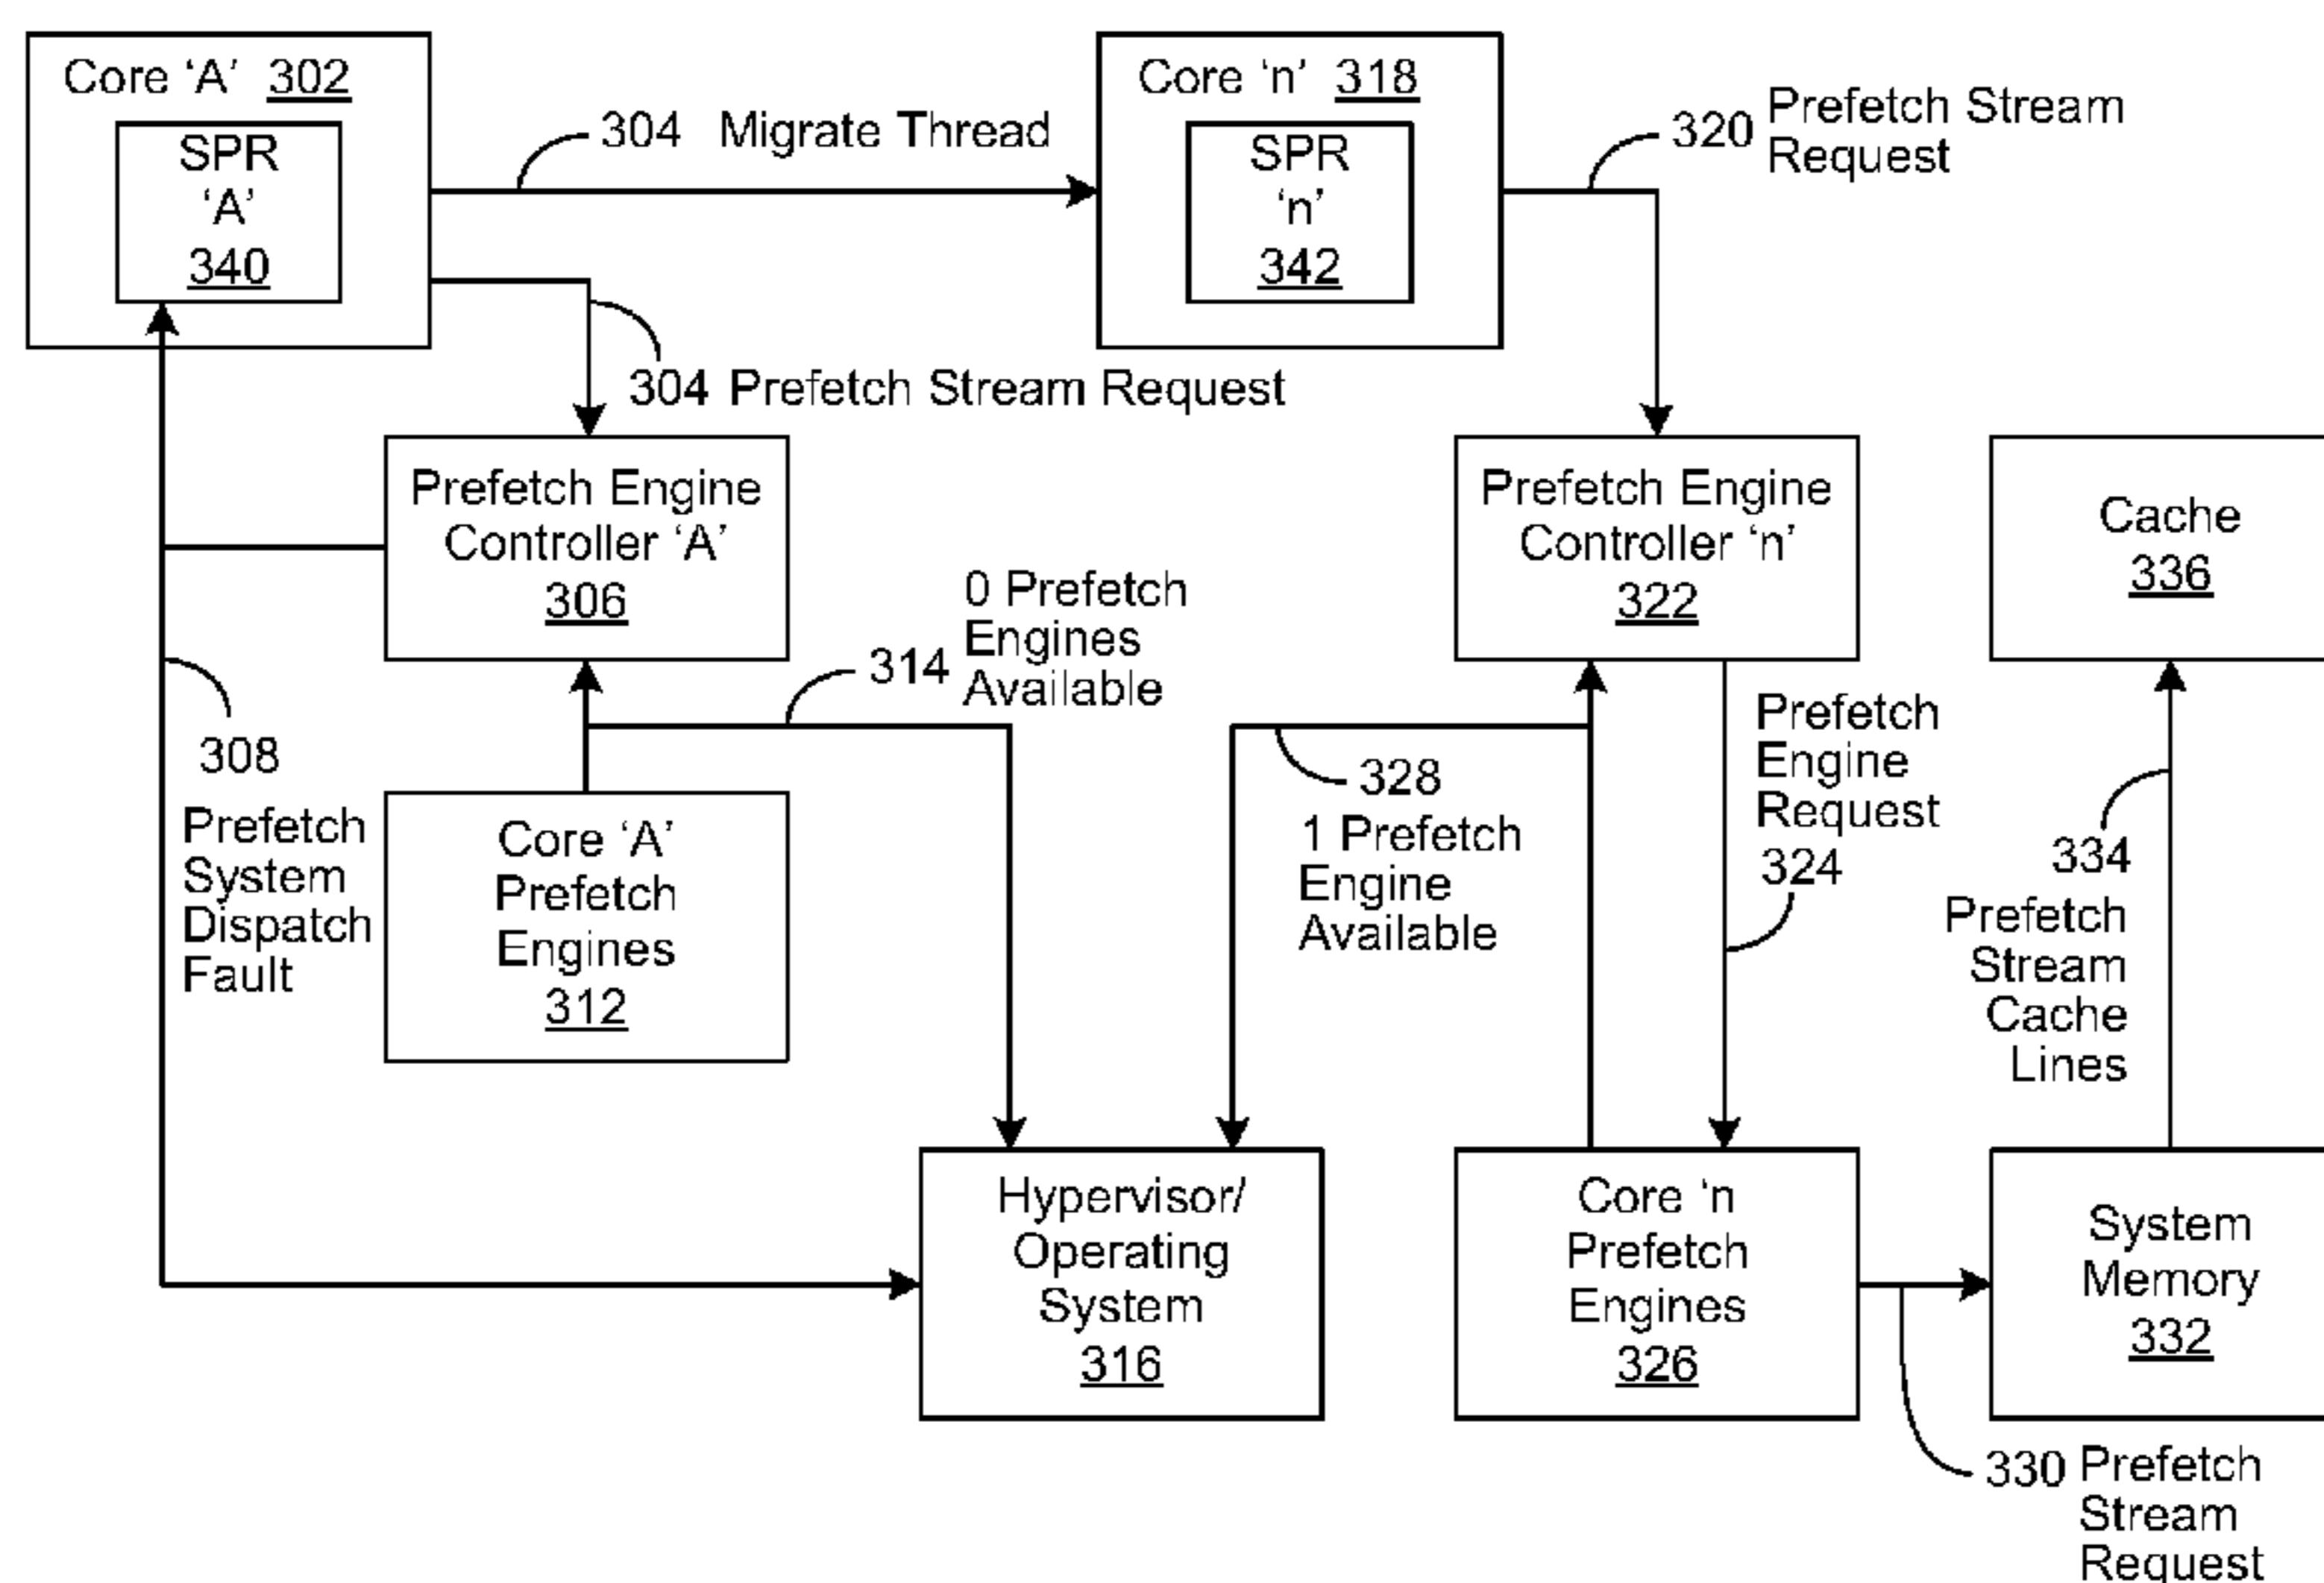 Core ‘A’ 302
SPR
‘A’
340
304 Migrate Thread
Core ‘n’ 318
SPR
‘n’
342
320 Prefetch Stream
Request
304 Prefetch Stream Request
Prefetch Engine
Controller ‘A’
306
Prefetch Engine
Controller ‘n’
322
Cache
336
314 0 Prefetch
Engines
Available
308
Prefetch
System
Dispatch
Fault
Core ‘A’
Prefetch
Engines
312
328
1 Prefetch
Engine
Available
Prefetch
Engine
Request
324
334
Prefetch
Stream
Cache
Lines
Hypervisor/
Operating
System
316
Core ‘n
Prefetch
Engines
326
System
Memory
332
330 Prefetch
Stream
Request